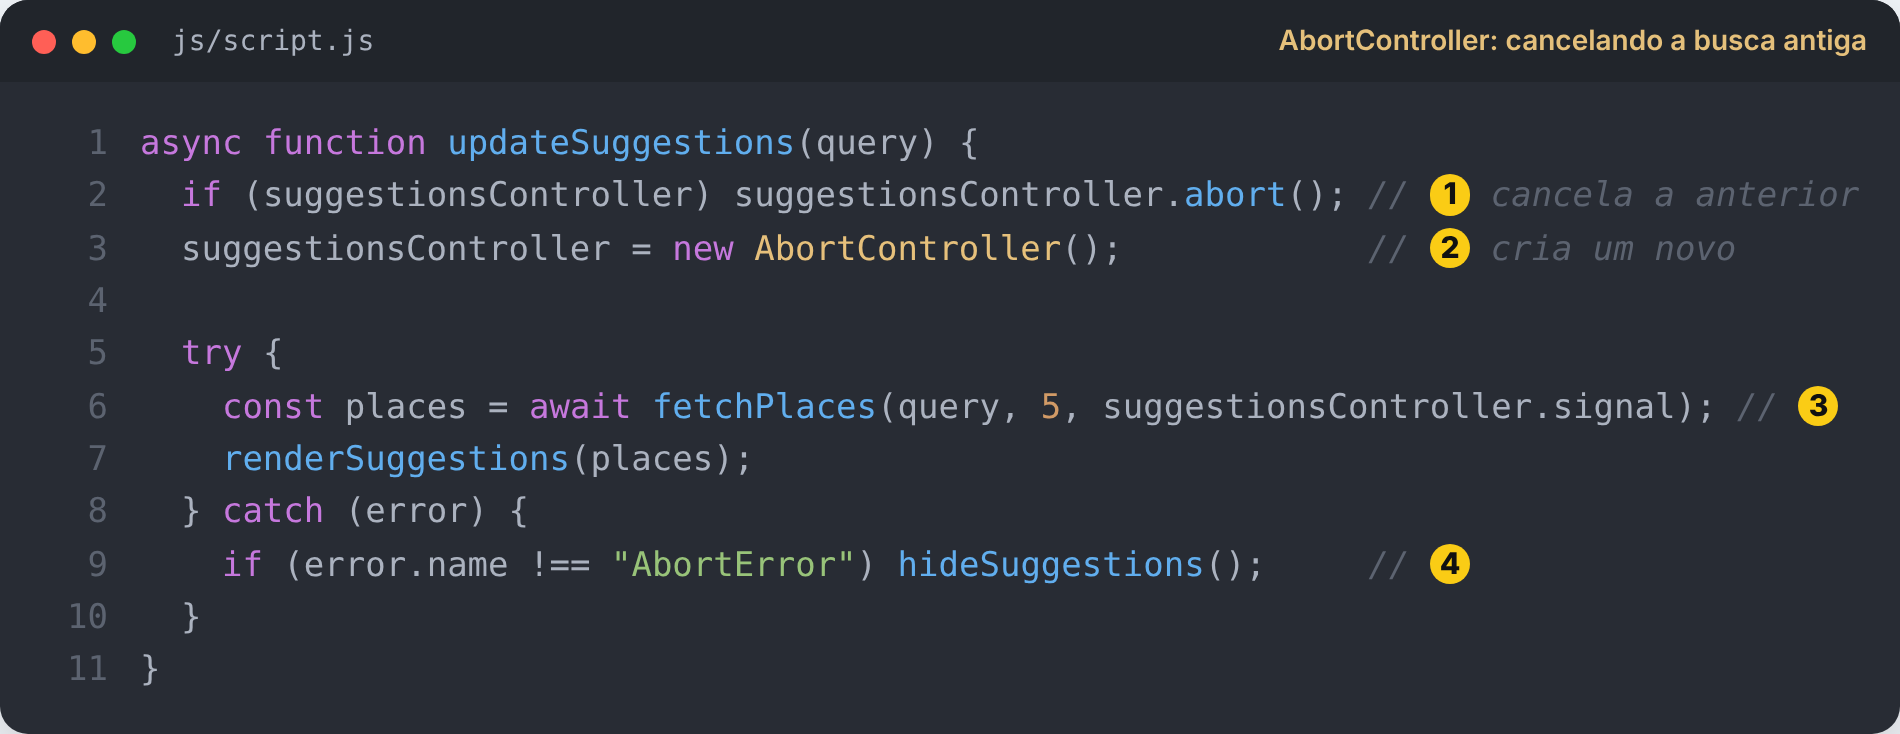 js/script.js
AbortController: cancelando a busca antiga
1 async function updateSuggestions(query) {
2   if (suggestionsController) suggestionsController.abort(); // 1 cancela a anterior
3   suggestionsController = new AbortController();            // 2 cria um novo
4
5   try {
6     const places = await fetchPlaces(query, 5, suggestionsController.signal); // 3
7     renderSuggestions(places);
8   } catch (error) {
9     if (error.name !== "AbortError") hideSuggestions();     // 4
10   }
11 }